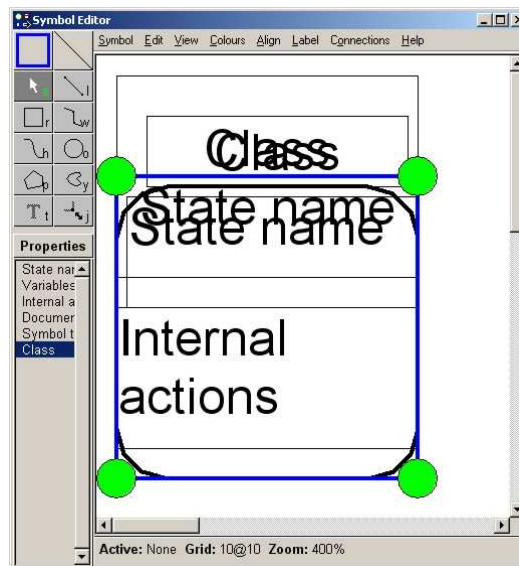 Symbol Editor
Symbol Edit View Colours Align Label Connections Help
l
r w
h o
p y
T t j
Properties
State nar
Variables
Internal a
Documer
Symbol t
Class
Class
Class
State name
State name
Internal
actions
Active: None Grid: 10@10 Zoom: 400%